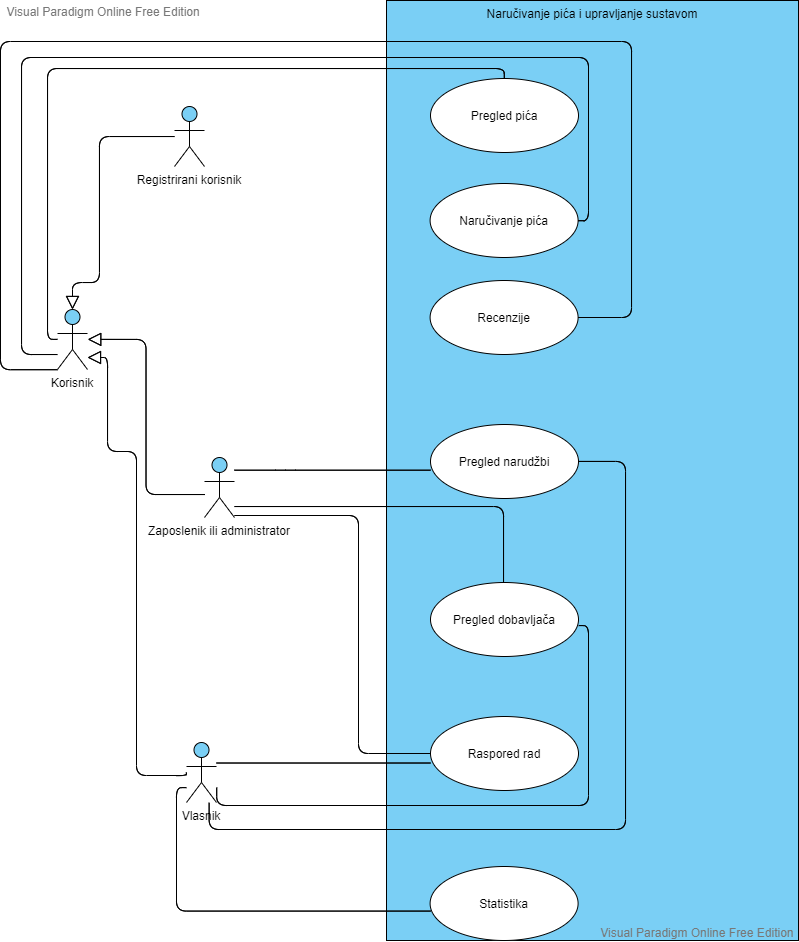 Visual Paradigm Online Free Edition
Naručivanje pića i upravljanje sustavom
Pregled pića
Registrirani korisnik
Naručivanje pića
Recenzije
Korisnik
Pregled narudžbi
Zaposlenik ili administrator
Pregled dobavljača
Raspored rad
Vlasnik
Statistika
Visual Paradigm Online Free Edition